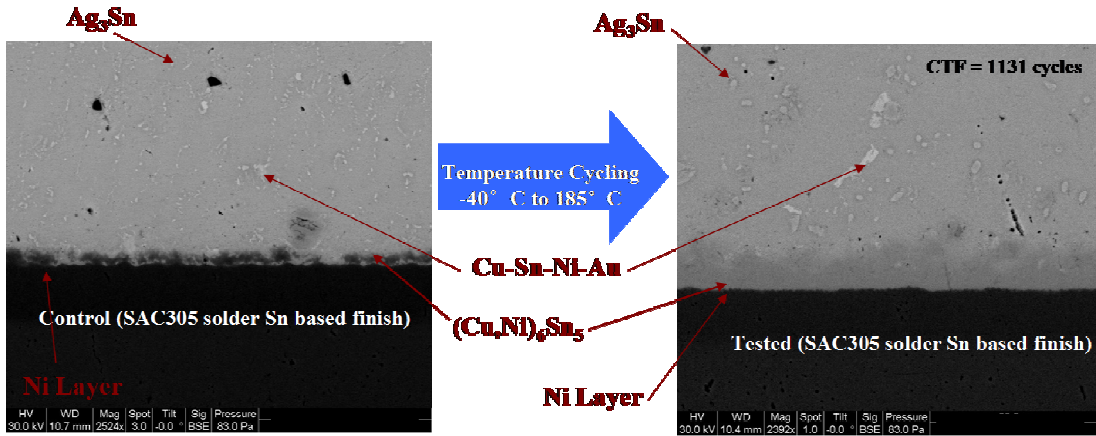 Ag3Sn
Ag3Sn
CTF = 1131 cycles
Temperature Cycling
-40° C to 185° C
Cu-Sn-Ni-Au
(Cu,Ni)6Sn5
Control (SAC305 solder Sn based finish)
Tested (SAC305 solder Sn based finish)
Ni Layer
Ni Layer
HV WD Mag Spot Tilt Sig Pressure
30.0 kV 10.7 mm 2524x 3.0 -0.0 ° BSE 83.0 Pa
HV WD Mag Spot Tilt Sig Pressure
30.0 kV 10.4 mm 2392x 1.0 -0.0 ° BSE 83.0 Pa